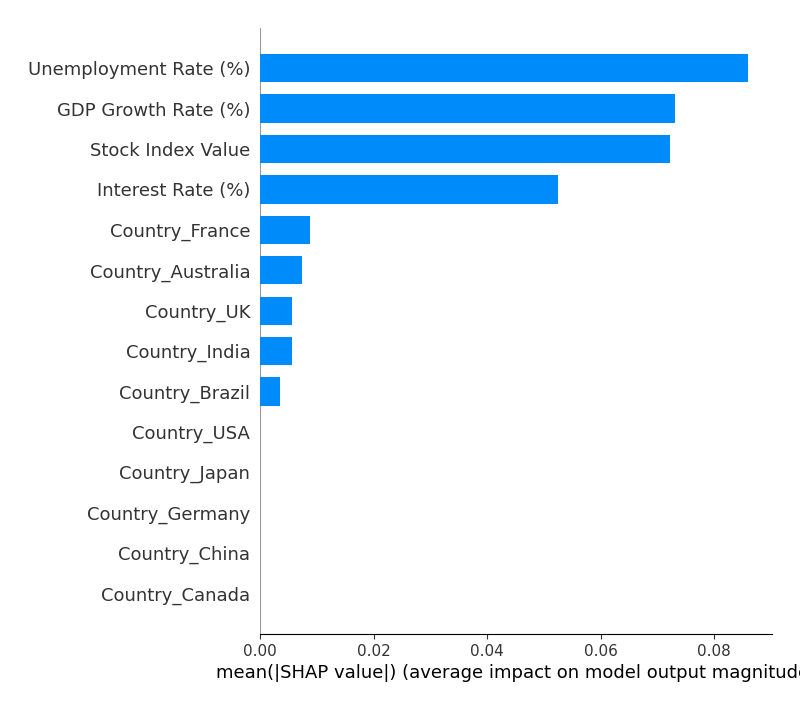 Unemployment Rate (%)
GDP Growth Rate (%)
Stock Index Value
Interest Rate (%)
Country_France
Country_Australia
Country_UK
Country_India
Country_Brazil
Country_USA
Country_Japan
Country_Germany
Country_China
Country_Canada
0.00 0.02 0.04 0.06 0.08
mean(|SHAP value|) (average impact on model output magnitude